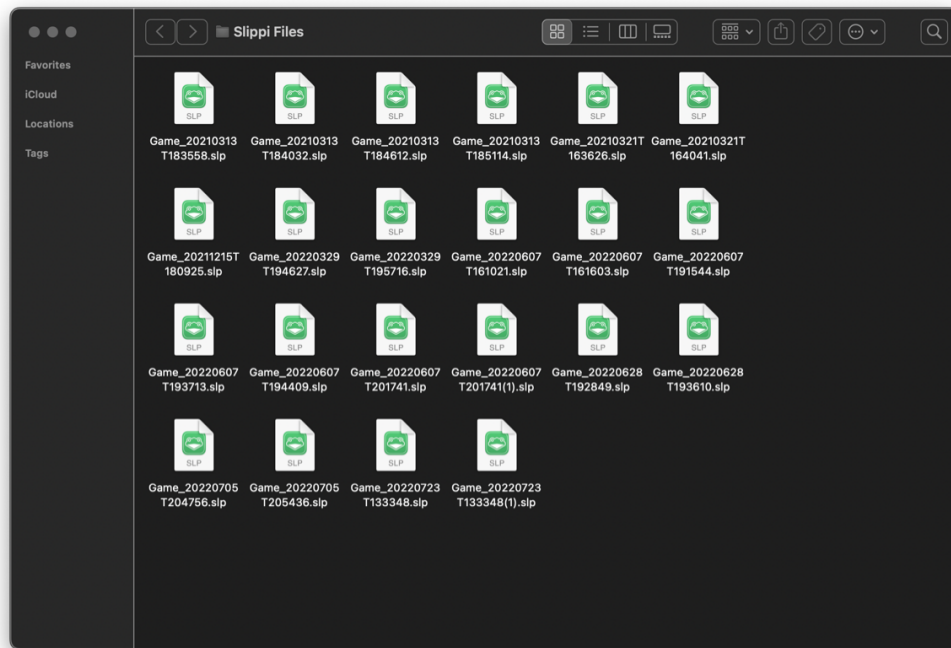 Slippi Files
Favorites
iCloud
Locations
Tags
SLP
SLP
SLP
SLP
SLP
SLP
Game_20210313
T183558.slp
Game_20210313
T184032.slp
Game_20210313
T184612.slp
Game_20210313
T185114.slp
Game_20210321T
163626.slp
Game_20210321T
164041.slp
SLP
SLP
SLP
SLP
SLP
SLP
Game_20211215T
180925.slp
Game_20220329
T194627.slp
Game_20220329
T195716.slp
Game_20220607
T161021.slp
Game_20220607
T161603.slp
Game_20220607
T191544.slp
SLP
SLP
SLP
SLP
SLP
SLP
Game_20220607
T193713.slp
Game_20220607
T194409.slp
Game_20220607
T201741.slp
Game_20220607
T201741(1).slp
Game_20220628
T192849.slp
Game_20220628
T193610.slp
SLP
SLP
SLP
SLP
Game_20220705
T204756.slp
Game_20220705
T205436.slp
Game_20220723
T133348.slp
Game_20220723
T133348(1).slp